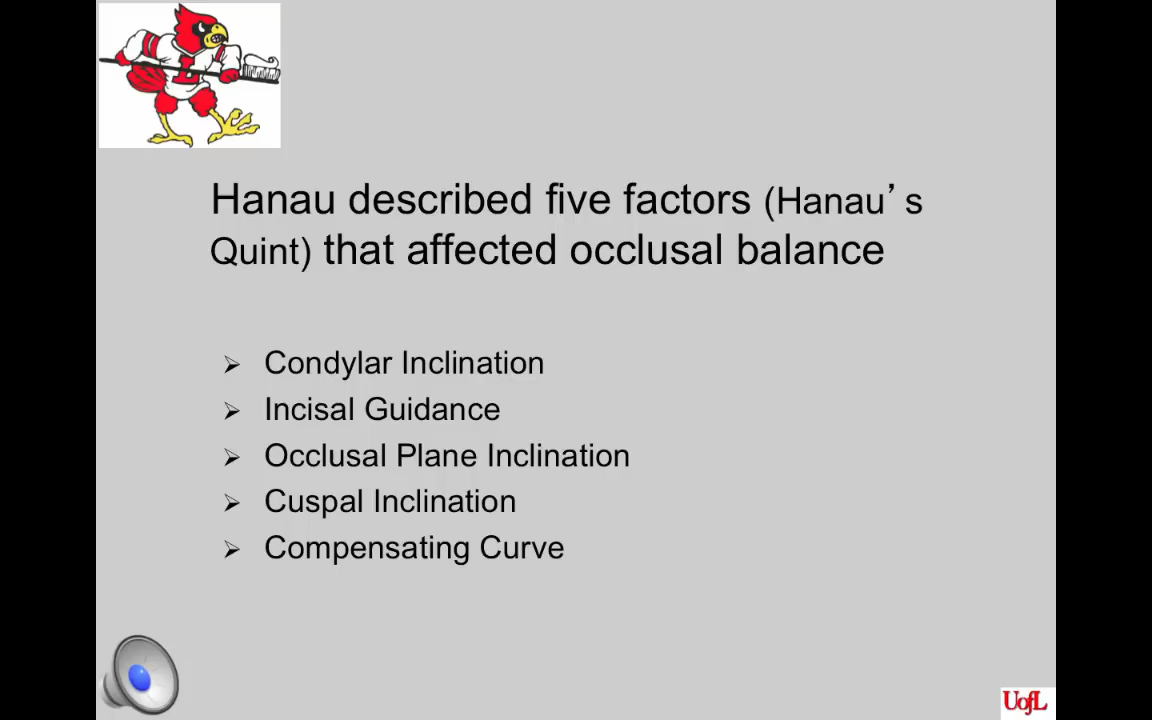 Hanau described five factors (Hanau’s
Quint) that affected occlusal balance
➢ Condylar Inclination
➢ Incisal Guidance
➢ Occlusal Plane Inclination
➢ Cuspal Inclination
➢ Compensating Curve
L
UofL